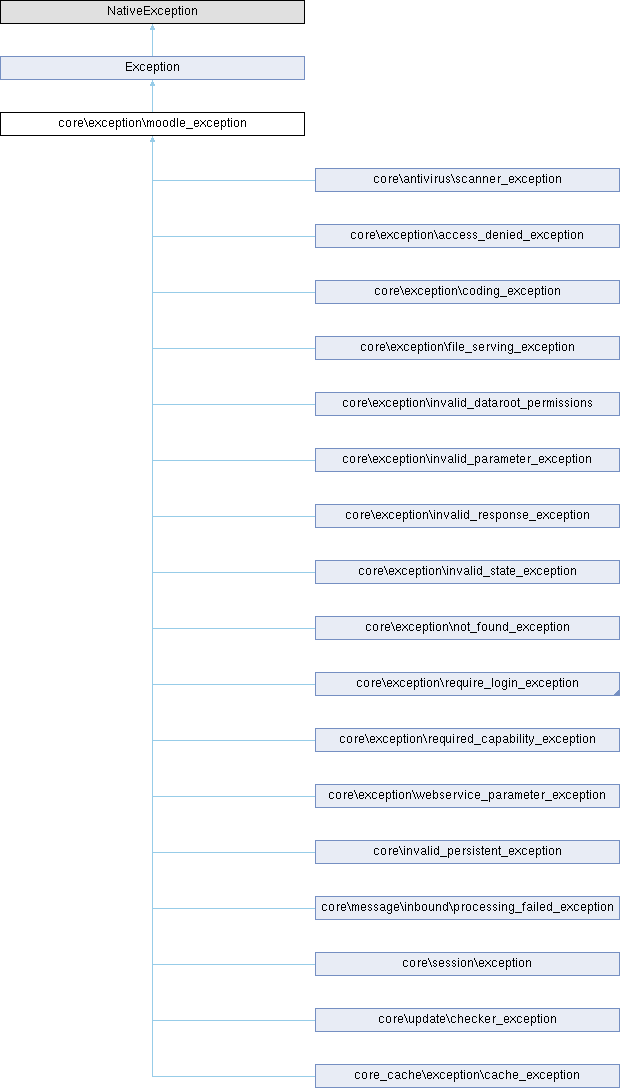 NativeException
Exception
core\exception\moodle_exception
core\antivirus\scanner_exception
core\exception\access_denied_exception
core\exception\coding_exception
core\exception\file_serving_exception
core\exception\invalid_dataroot_permissions
core\exception\invalid_parameter_exception
core\exception\invalid_response_exception
core\exception\invalid_state_exception
core\exception\not_found_exception
core\exception\require_login_exception
core\exception\required_capability_exception
core\exception\webservice_parameter_exception
core\invalid_persistent_exception
core\message\inbound\processing_failed_exception
core\session\exception
core\update\checker_exception
core_cache\exception\cache_exception